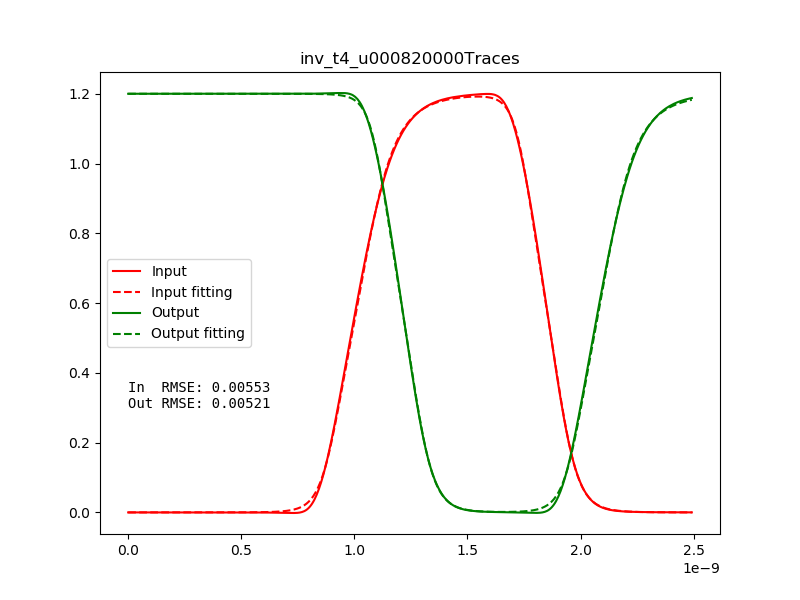 inv_t4_u000820000Traces
1.2
1.0
0.8
0.6
0.4
0.2
0.0
Input
Input fitting
Output
Output fitting
In  RMSE: 0.00553
Out RMSE: 0.00521
0.0 0.5 1.0 1.5 2.0 2.5
1e−9